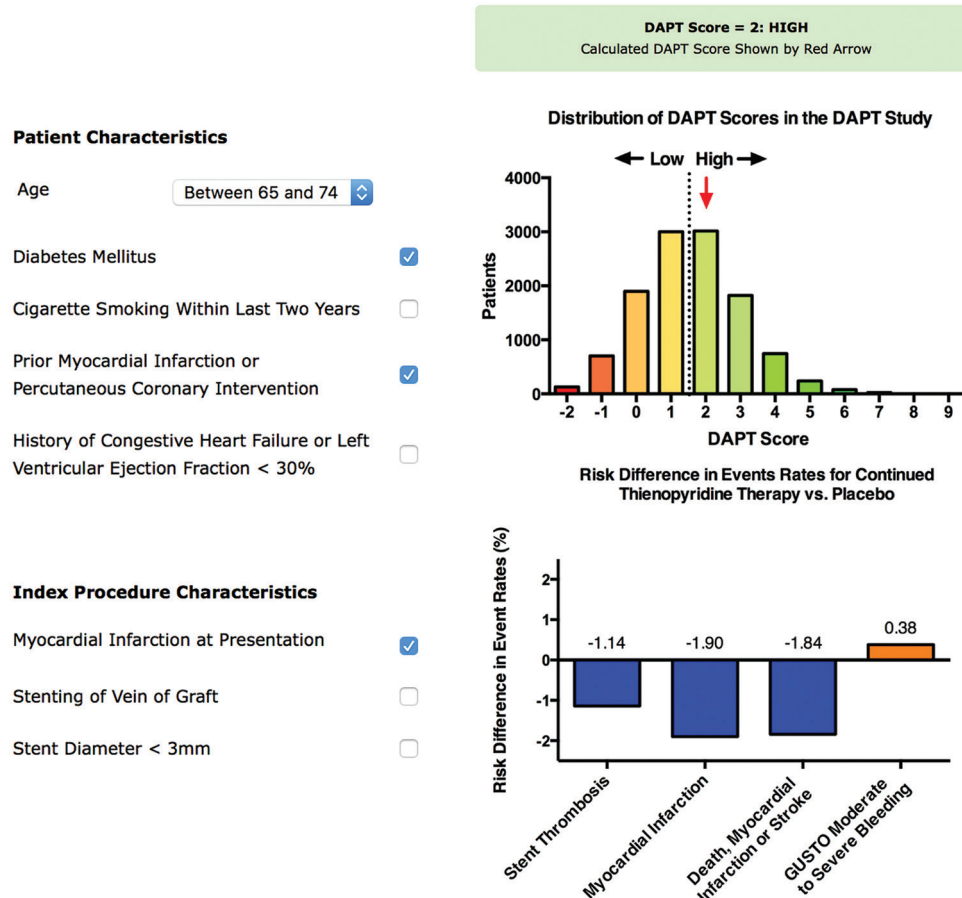 DAPT Score = 2: HIGH
Calculated DAPT Score Shown by Red Arrow
Patient Characteristics
Age
Between 65 and 74
Diabetes Mellitus
Cigarette Smoking Within Last Two Years
Prior Myocardial Infarction or
Percutaneous Coronary Intervention
History of Congestive Heart Failure or Left
Ventricular Ejection Fraction < 30%
Index Procedure Characteristics
Myocardial Infarction at Presentation
Stenting of Vein of Graft
Stent Diameter < 3mm
Distribution of DAPT Scores in the DAPT Study
Low High
4000
3000
2000
1000
0
Patients
-2 -1 0 1 2 3 4 5 6 7 8 9
DAPT Score
Risk Difference in Events Rates for Continued
Thienopyridine Therapy vs. Placebo
Risk Difference in Event Rates (%)
2
1
0
-1
-2
-1.14 -1.90 -1.84 0.38
Stent Thrombosis
Myocardial Infarction
Death, Myocardial
Infarction or Stroke
GUSTO Moderate
to Severe Bleeding